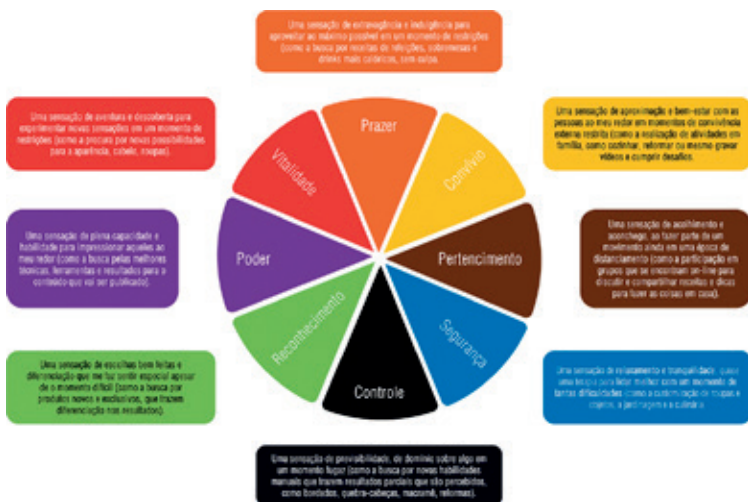 Uma sensação de extravagância e indulgência para
aproveitar ao máximo possível em um momento de restrições
(como a busca por receitas de refeições, sobremesas e
drinks mais calóricos, sem culpa.
Uma sensação de aventura e descoberta para
experimentar novas sensações em um momento de
restrições (como a procura por novas possibilidades
para a aparência, cabelo, roupas).
Uma sensação de aproximação e bem-estar com as
pessoas ao meu redor em momentos de convivência
externa restrita (como a realização de atividades em
família, como cozinhar, reformar ou mesmo gravar
vídeos e cumprir desafios.
Prazer
Vitalidade
Convívio
Uma sensação de plena capacidade e
habilidade para impressionar aqueles ao
meu redor (como a busca pelas melhores
técnicas, ferramentas e resultados para o
conteúdo que vai ser publicado).
Poder
Pertencimento
Uma sensação de acolhimento e
aconchego, ao fazer parte de um
movimento ainda em uma época de
distanciamento (como a participação em
grupos que se encontram on-line para
discutir e compartilhar receitas e dicas
para fazer as coisas em casa).
Reconhecimento
Segurança
Controle
Uma sensação de escolhas bem feitas e
diferenciação que me faz sentir especial apesar
de o momento difícil (como a busca por
produtos novos e exclusivos, que trazem
diferenciação nos resultados).
Uma sensação de relaxamento e tranquilidade, quase
uma terapia para lidar melhor com um momento de
tantas dificuldades (como a customização de roupas e
objetos, a jardinagem e a culinária.
Uma sensação de previsibilidade, de domínio sobre algo em
um momento fugaz (como a busca por novas habilidades
manuais que trazem resultados parciais que são percebidos,
como bordados, quebra-cabeças, macramê, reformas).